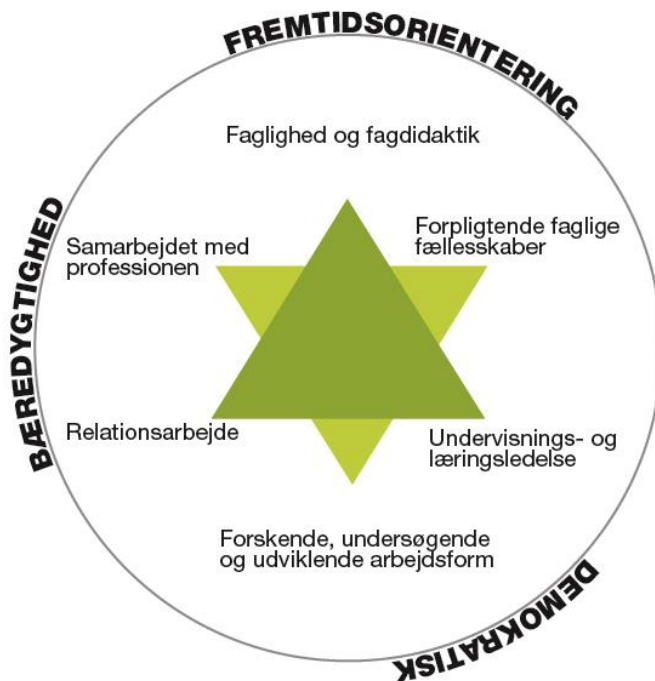 FREMTIDSORIENTERING
Faglighed og fagdidaktik
Samarbejdet med
professionen
Forpligtende faglige
fællesskaber
BÆREDYGTIGHED
Relationsarbejde
Undervisnings- og
læringsledelse
Forskende, undersøgende
og udviklende arbejdsform
DEMOKRATISK